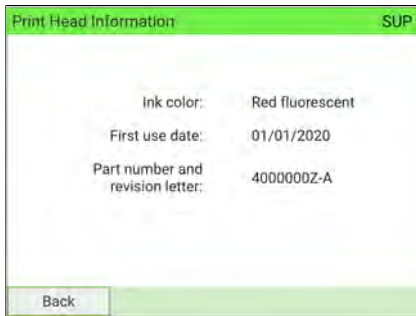 Print Head Information SUP
Ink color: Red fluorescent
First use date: 01/01/2020
Part number and
revision letter: 4000000Z-A
Back